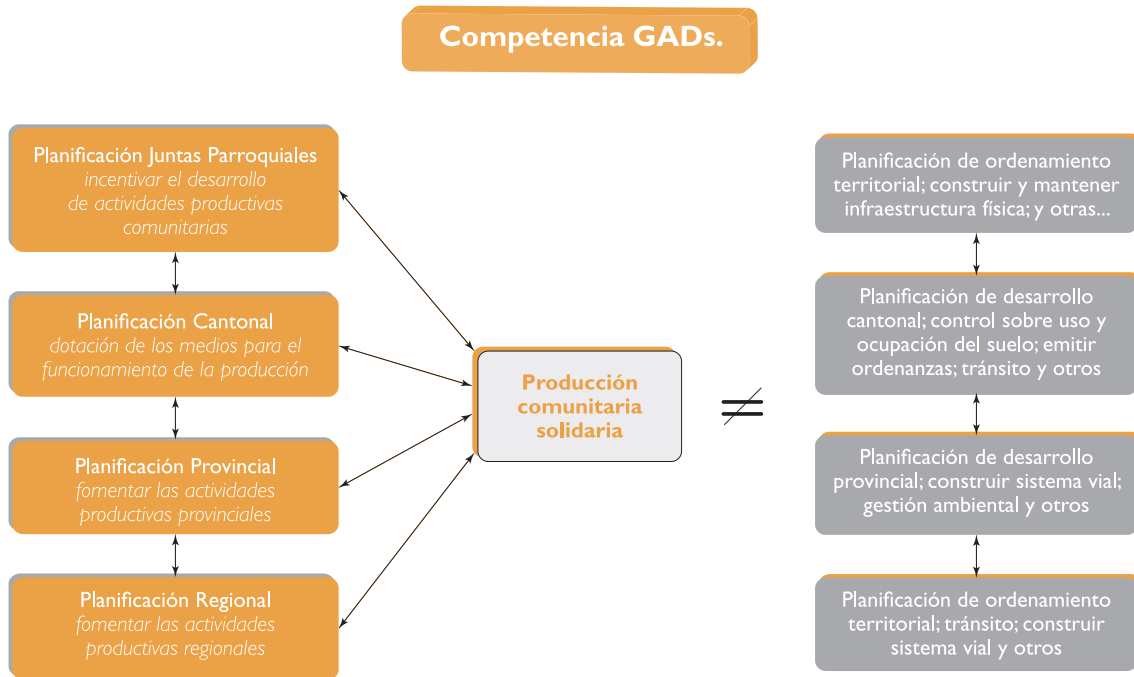 Competencia GADs.
Planificación Juntas Parroquiales
incentivar el desarrollo
de actividades productivas
comunitarias
Planificación Cantonal
dotación de los medios para el
funcionamiento de la producción
Planificación Provincial
fomentar las actividades
productivas provinciales
Planificación Regional
fomentar las actividades
productivas regionales
Producción
comunitaria
solidaria
≠
Planificación de ordenamiento
territorial; construir y mantener
infraestructura física; y otras...
Planificación de desarrollo
cantonal; control sobre uso y
ocupación del suelo; emitir
ordenanzas; tránsito y otros
Planificación de desarrollo
provincial; construir sistema vial;
gestión ambiental y otros
Planificación de ordenamiento
territorial; tránsito; construir
sistema vial y otros